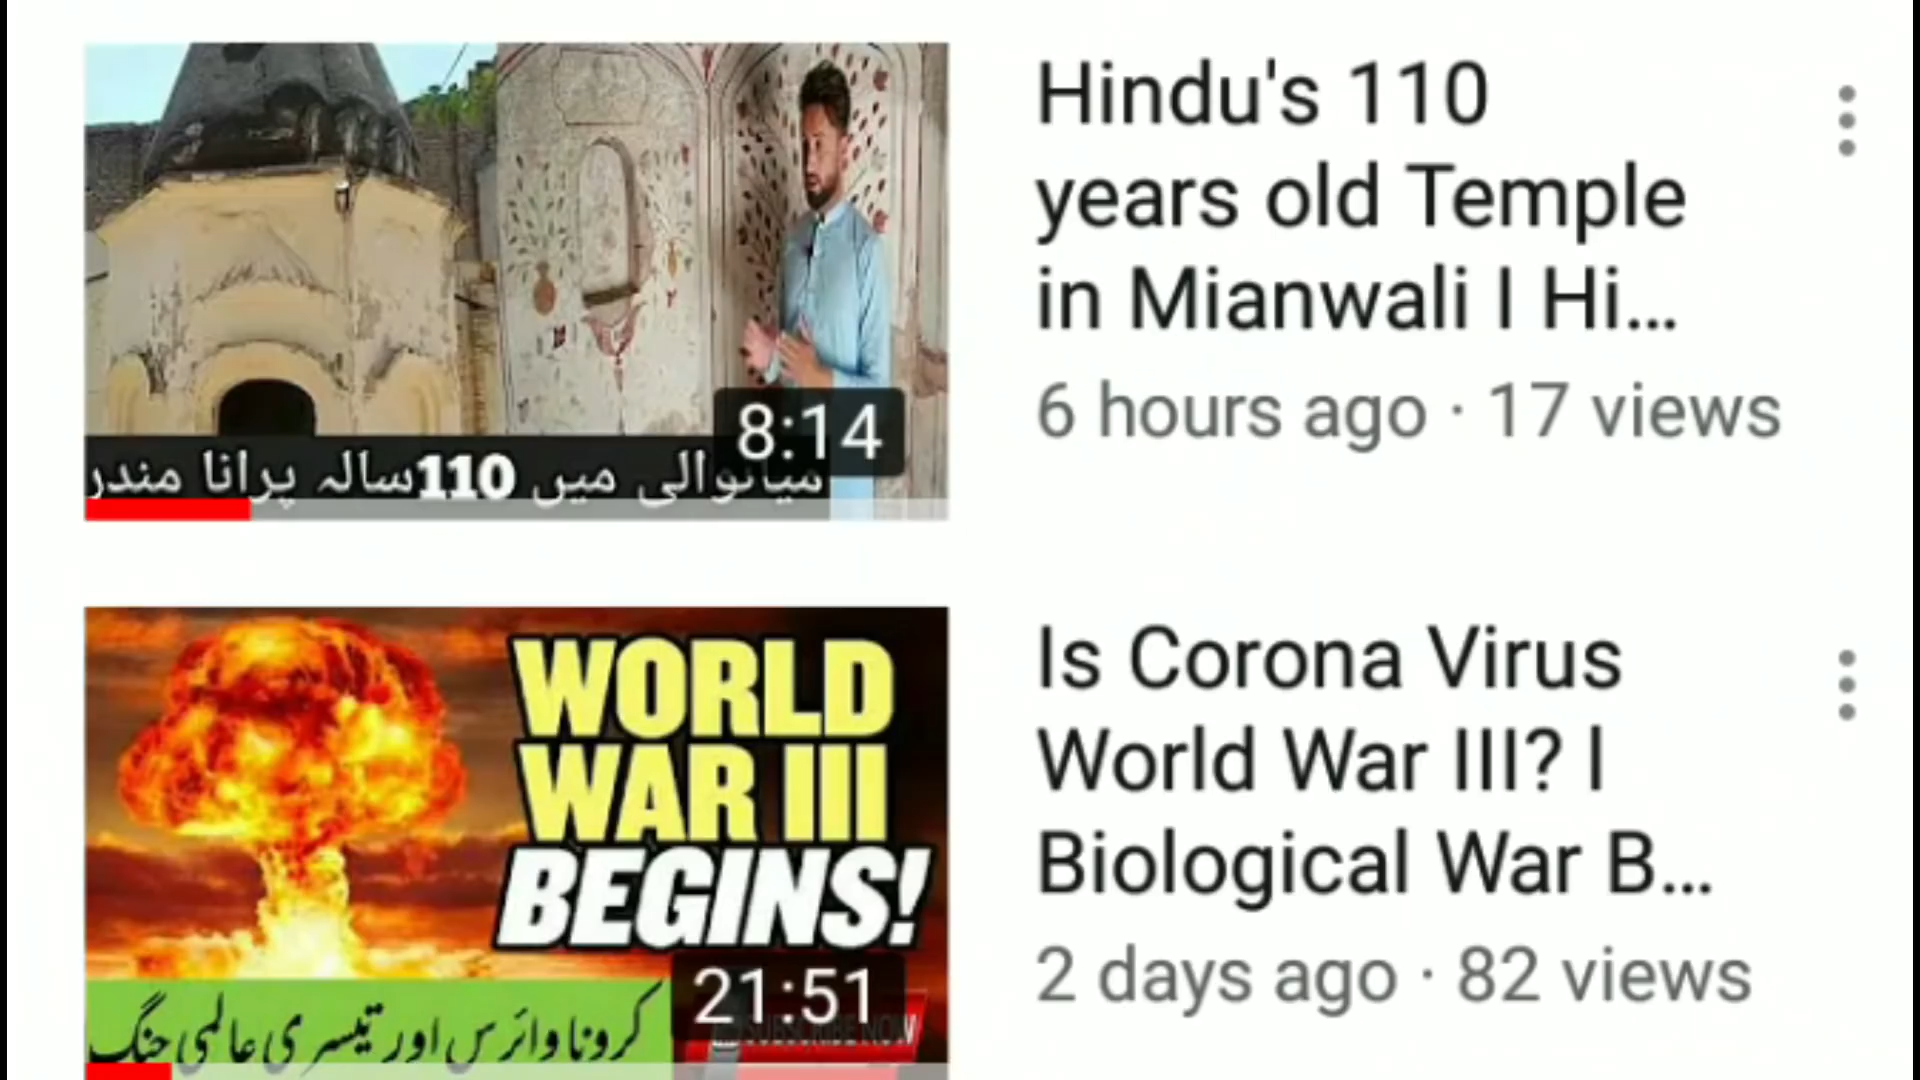 Hindu's 110
years old Temple
in Mianwali I Hi...
6 hours ago · 17 views
8:14
میانوالی میں 110سالہ پرانا مندر
Is Corona Virus
World War III? l
Biological War B...
2 days ago · 82 views
WORLD
WAR III
BEGINS!
21:51
کرونا وائرس اور تیسری عالمی جنگ
SUBSCRIBE NOW